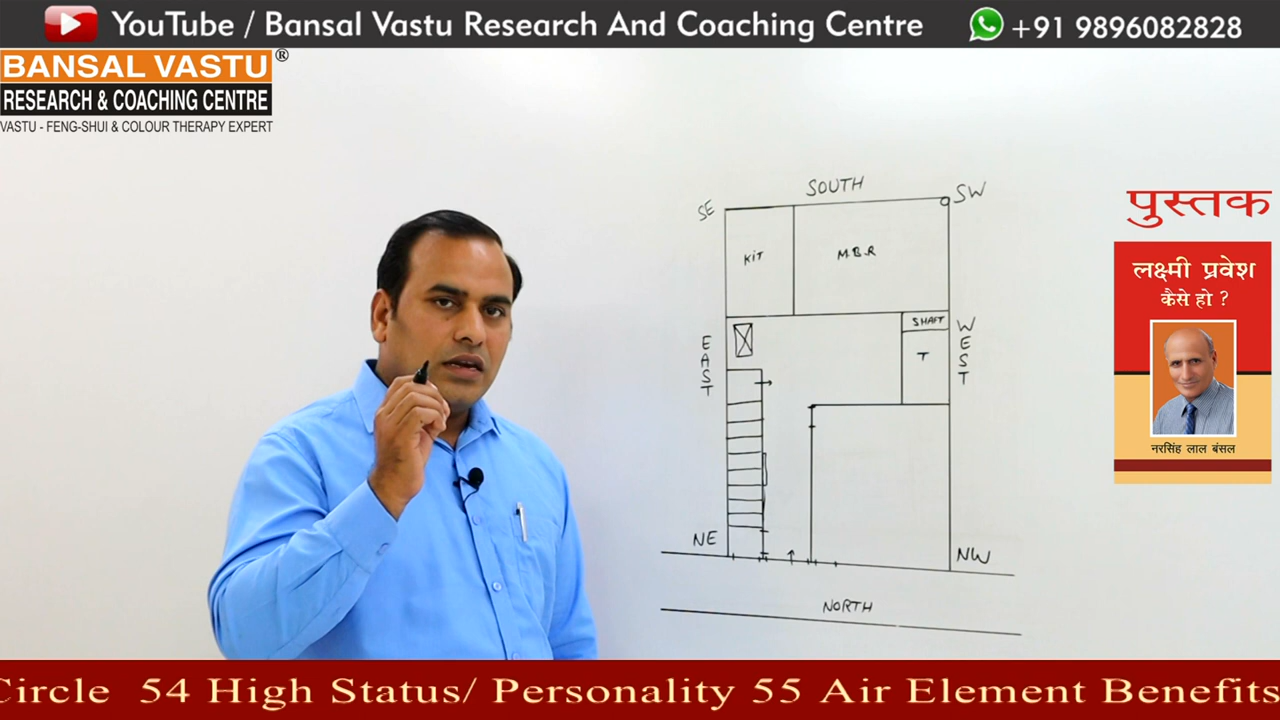 YouTube / Bansal Vastu Research And Coaching Centre
+91 9896082828
BANSAL VASTU®
RESEARCH & COACHING CENTRE
VASTU - FENG-SHUI & COLOUR THERAPY EXPERT
SOUTH
SE
SW
KIT
M.B.R
SHAFT
T
EAST
WEST
NE
NW
NORTH
पुस्तक
लक्ष्मी प्रवेश
कैसे हो ?
नरसिंह लाल बंसल
Circle 54 High Status/ Personality 55 Air Element Benefits